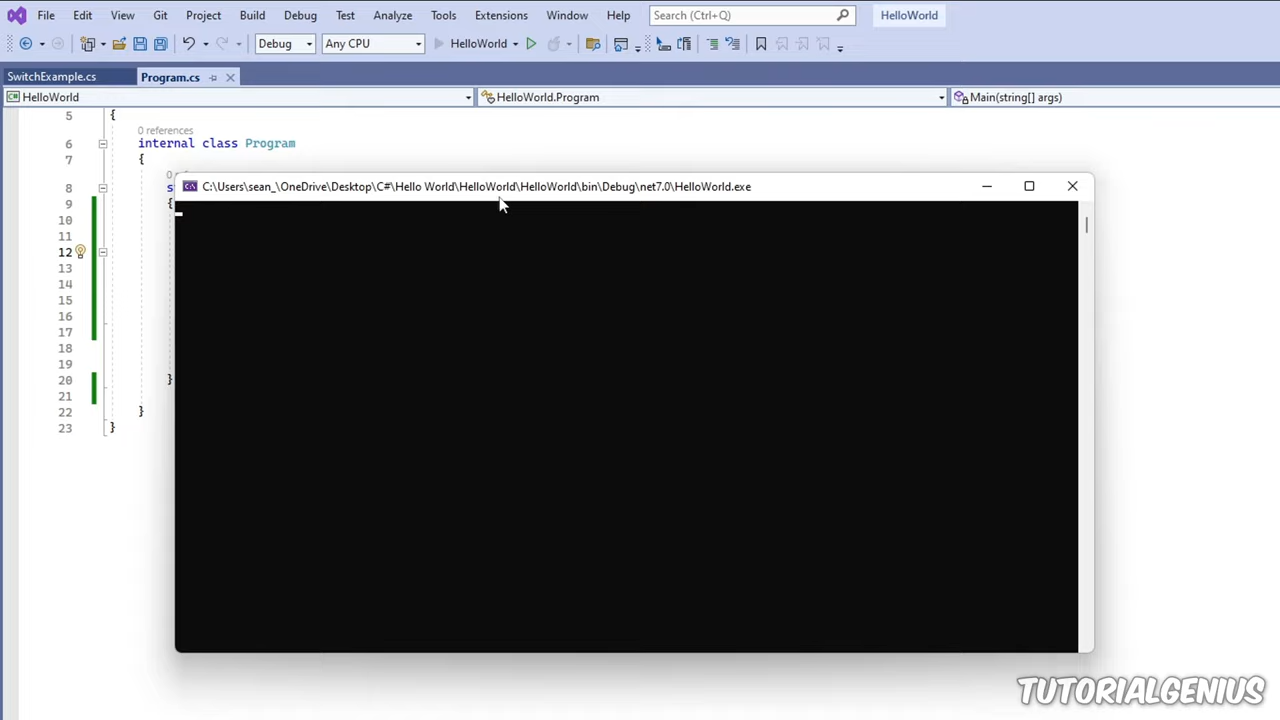 File Edit View Git Project Build Debug Test Analyze Tools Extensions Window Help Search (Ctrl+Q) HelloWorld
Debug Any CPU HelloWorld
SwitchExample.cs Program.cs
HelloWorld HelloWorld.Program Main(string[] args)
5 {
0 references
6 internal class Program
7 {
8
9 {
10
11
12
13
14
15
16
17
18
19
20 }
21
22 }
23 }
C:\Users\sean_\OneDrive\Desktop\C#\Hello World\HelloWorld\HelloWorld\bin\Debug\net7.0\HelloWorld.exe
TUTORIALGENIUS